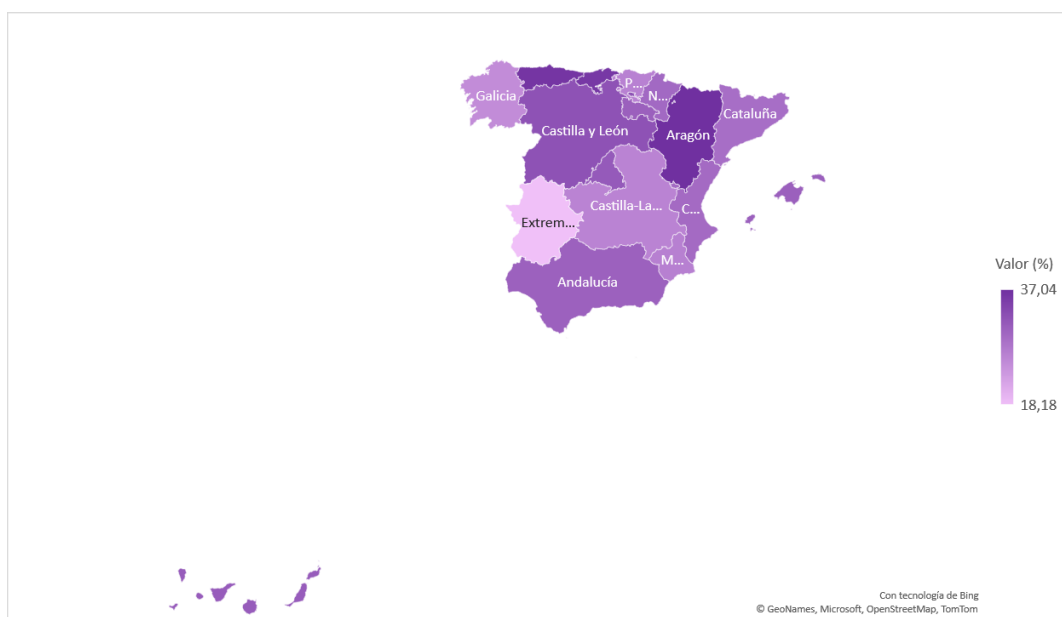 Galicia
P...
N...
Cataluña
Castilla y León
Aragón
Castilla-La...
C...
Extrem...
M...
Andalucía
Valor (%)
37,04
18,18
Con tecnología de Bing
© GeoNames, Microsoft, OpenStreetMap, TomTom